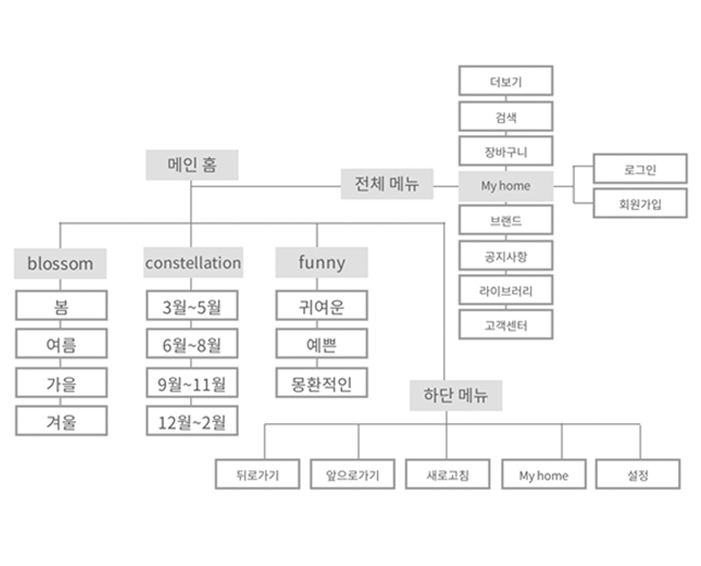 더보기
검색
장바구니
메인 홈
전체 메뉴
My home
로그인
회원가입
브랜드
공지사항
라이브러리
고객센터
blossom
봄
여름
가을
겨울
constellation
3월~5월
6월~8월
9월~11월
12월~2월
funny
귀여운
예쁜
몽환적인
하단 메뉴
뒤로가기
앞으로가기
새로고침
My home
설정